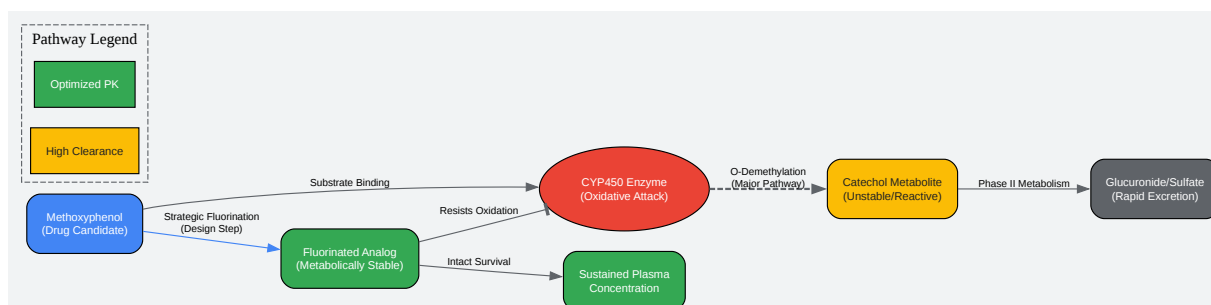 Pathway Legend
Optimized PK
High Clearance
Methoxyphenol
(Drug Candidate)
Substrate Binding
Strategic Fluorination
(Design Step)
Fluorinated Analog
(Metabolically Stable)
Resists Oxidation
Intact Survival
CYP450 Enzyme
(Oxidative Attack)
Sustained Plasma
Concentration
O-Demethylation
(Major Pathway)
Catechol Metabolite
(Unstable/Reactive)
Phase II Metabolism
Glucuronide/Sulfate
(Rapid Excretion)